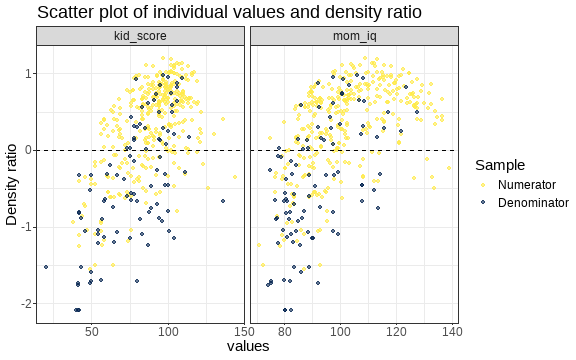 Scatter plot of individual values and density ratio
kid_score
mom_iq
Density ratio
1
0
-1
-2
50
100
150
80
100
120
140
values
Sample
Numerator
Denominator